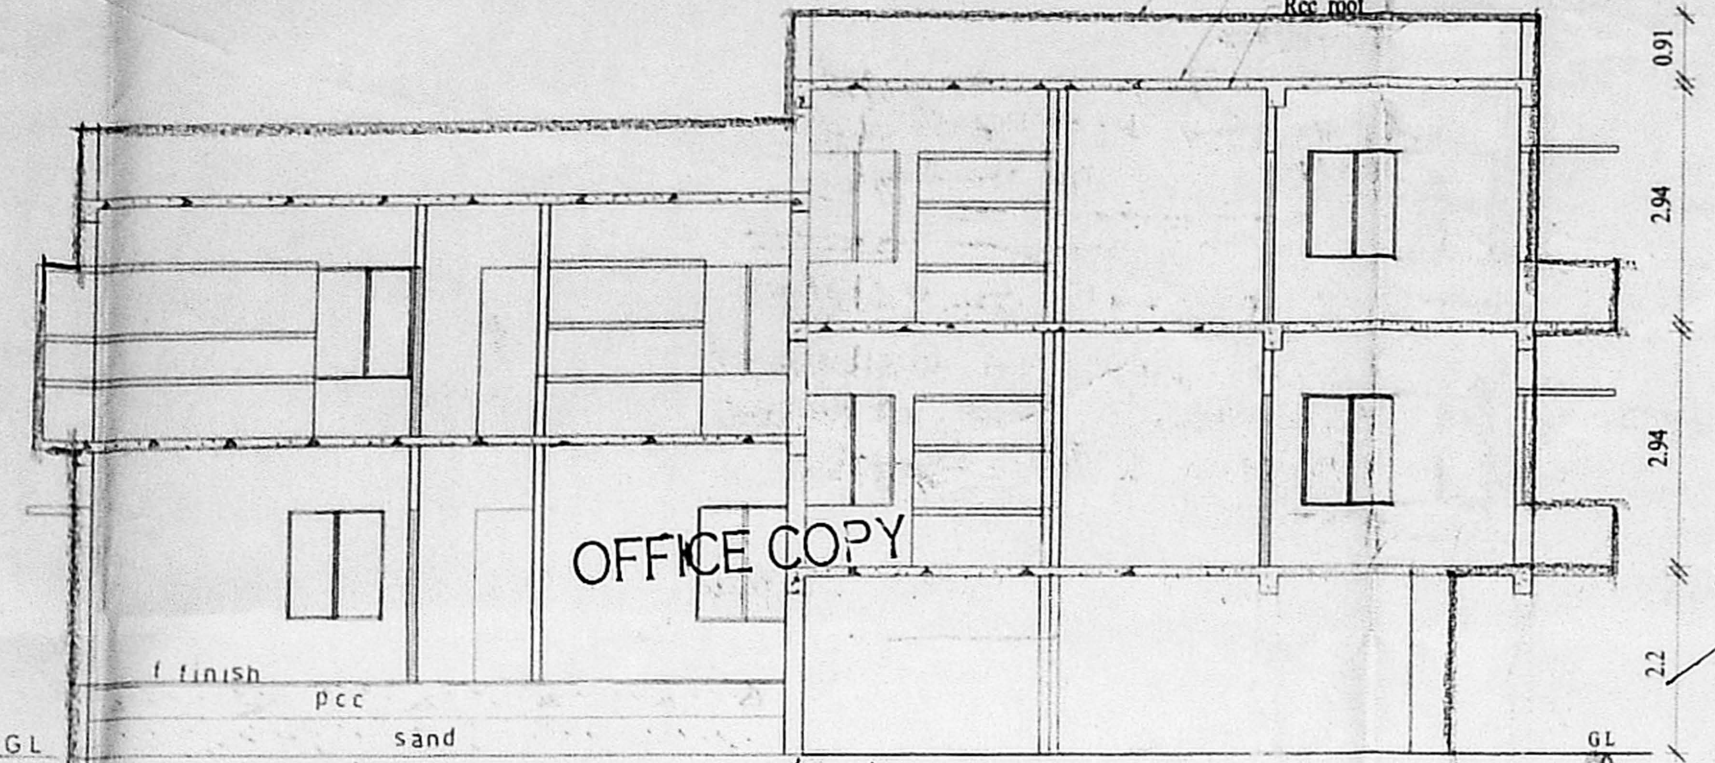 Rcc roof
0.91
2.94
2.94
OFFICE COPY
2.2
f finish
pcc
sand
GL
GL